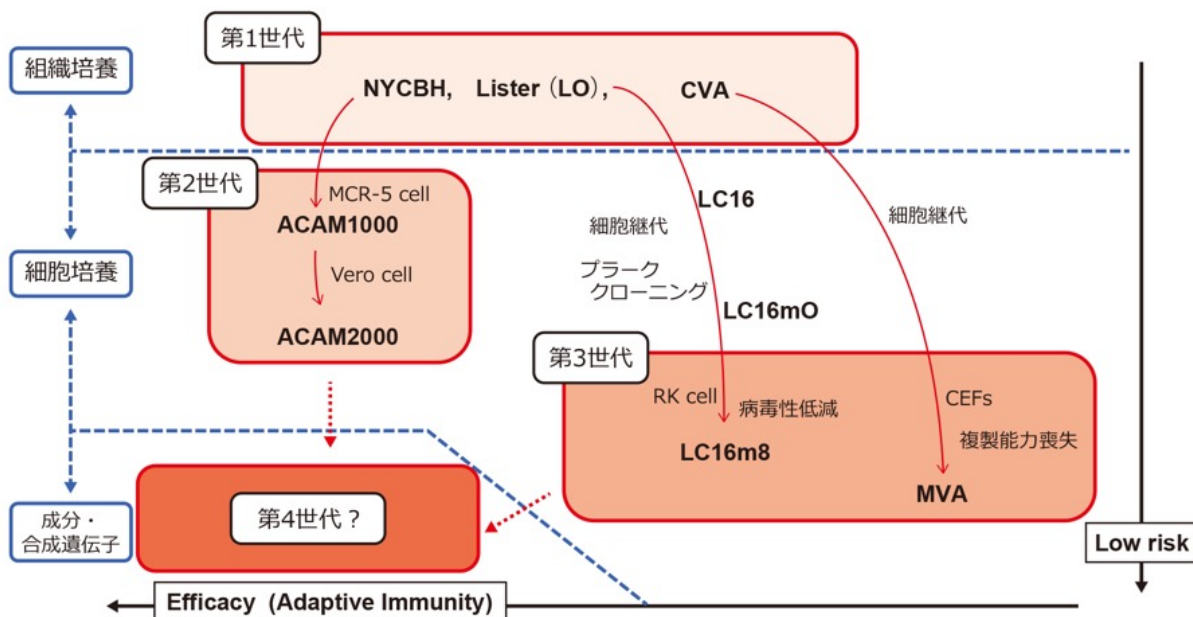 第1世代
組織培養
NYCBH, Lister（LO）, CVA
第2世代
MCR-5 cell
ACAM1000
LC16
細胞継代
細胞継代
細胞培養
Vero cell
プラーク
クローニング
LC16mO
ACAM2000
第3世代
RK cell
病毒性低減
CEFs
LC16m8
複製能力喪失
MVA
成分・
合成遺伝子
第4世代？
Low risk
Efficacy (Adaptive Immunity)